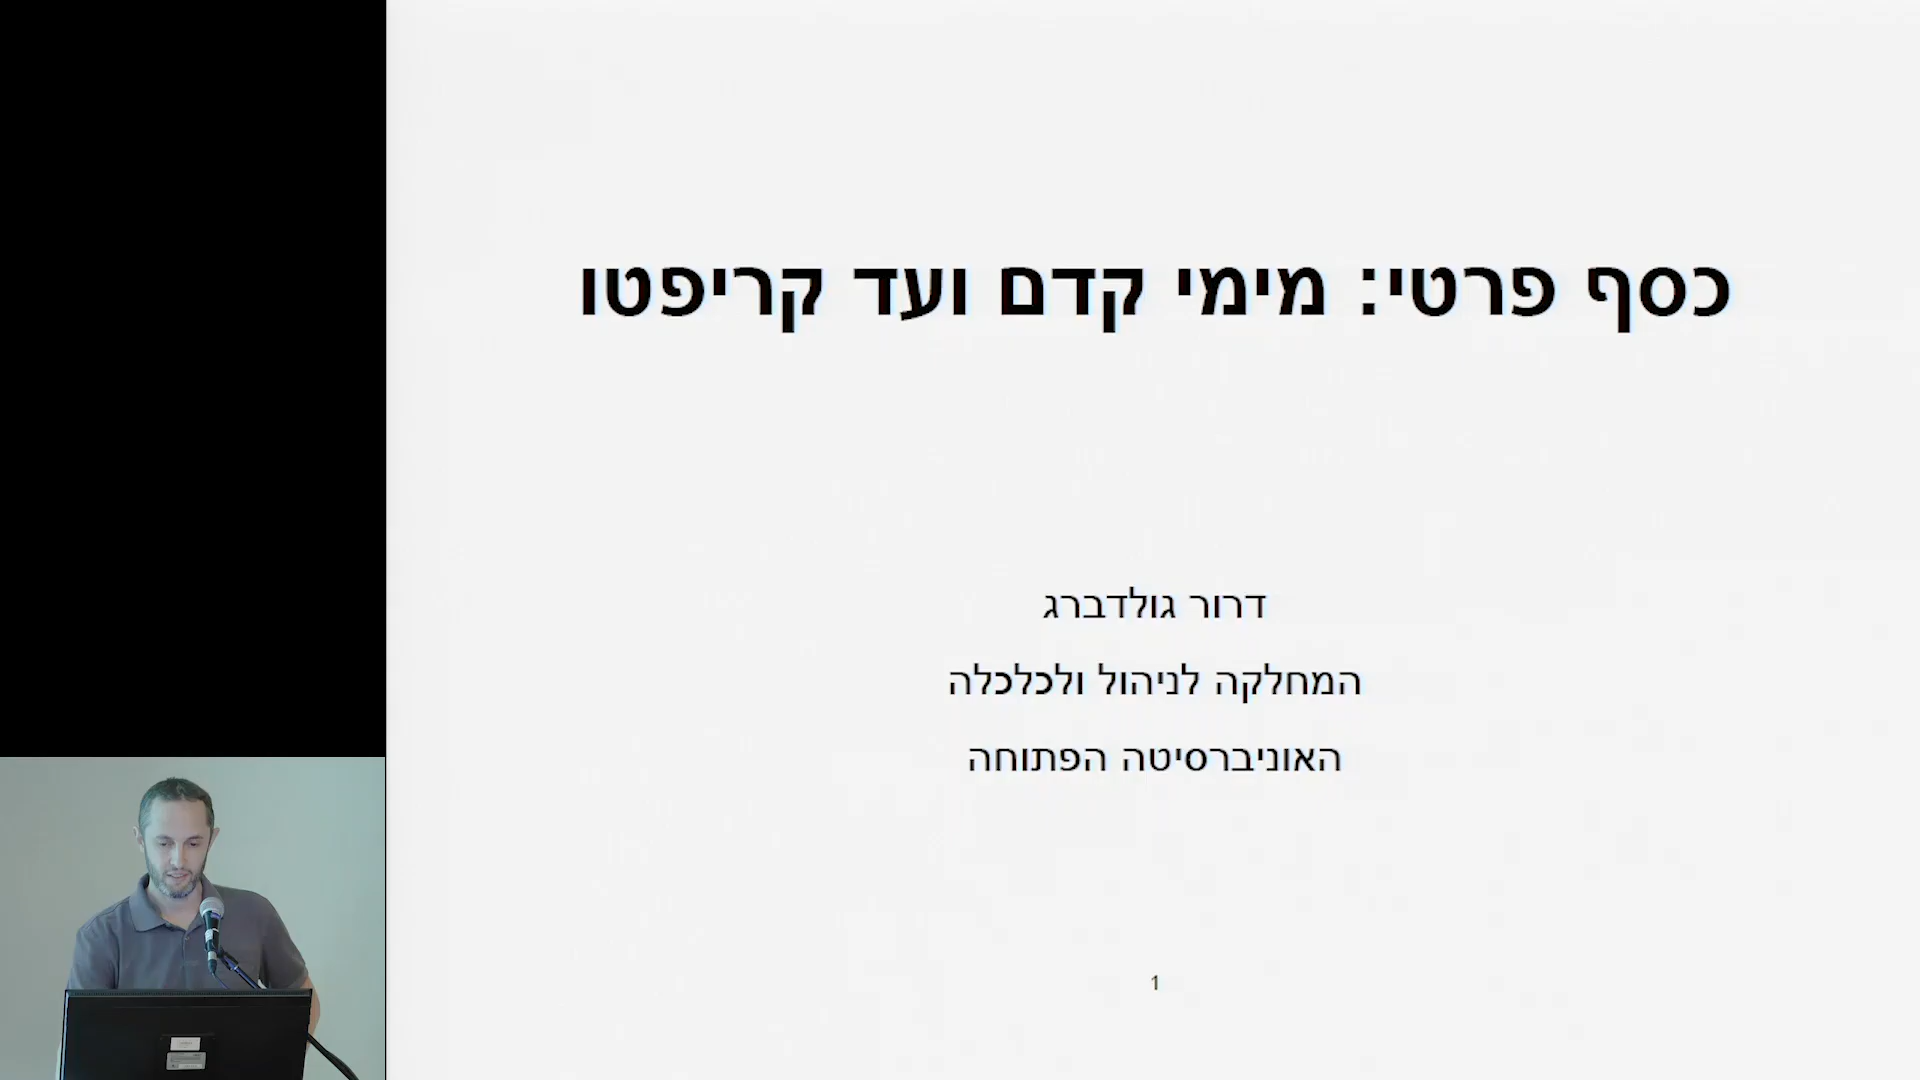 כסף פרטי: מימי קדם ועד קריפטו
דרור גולדברג
המחלקה לניהול ולכלכלה
האוניברסיטה הפתוחה
1